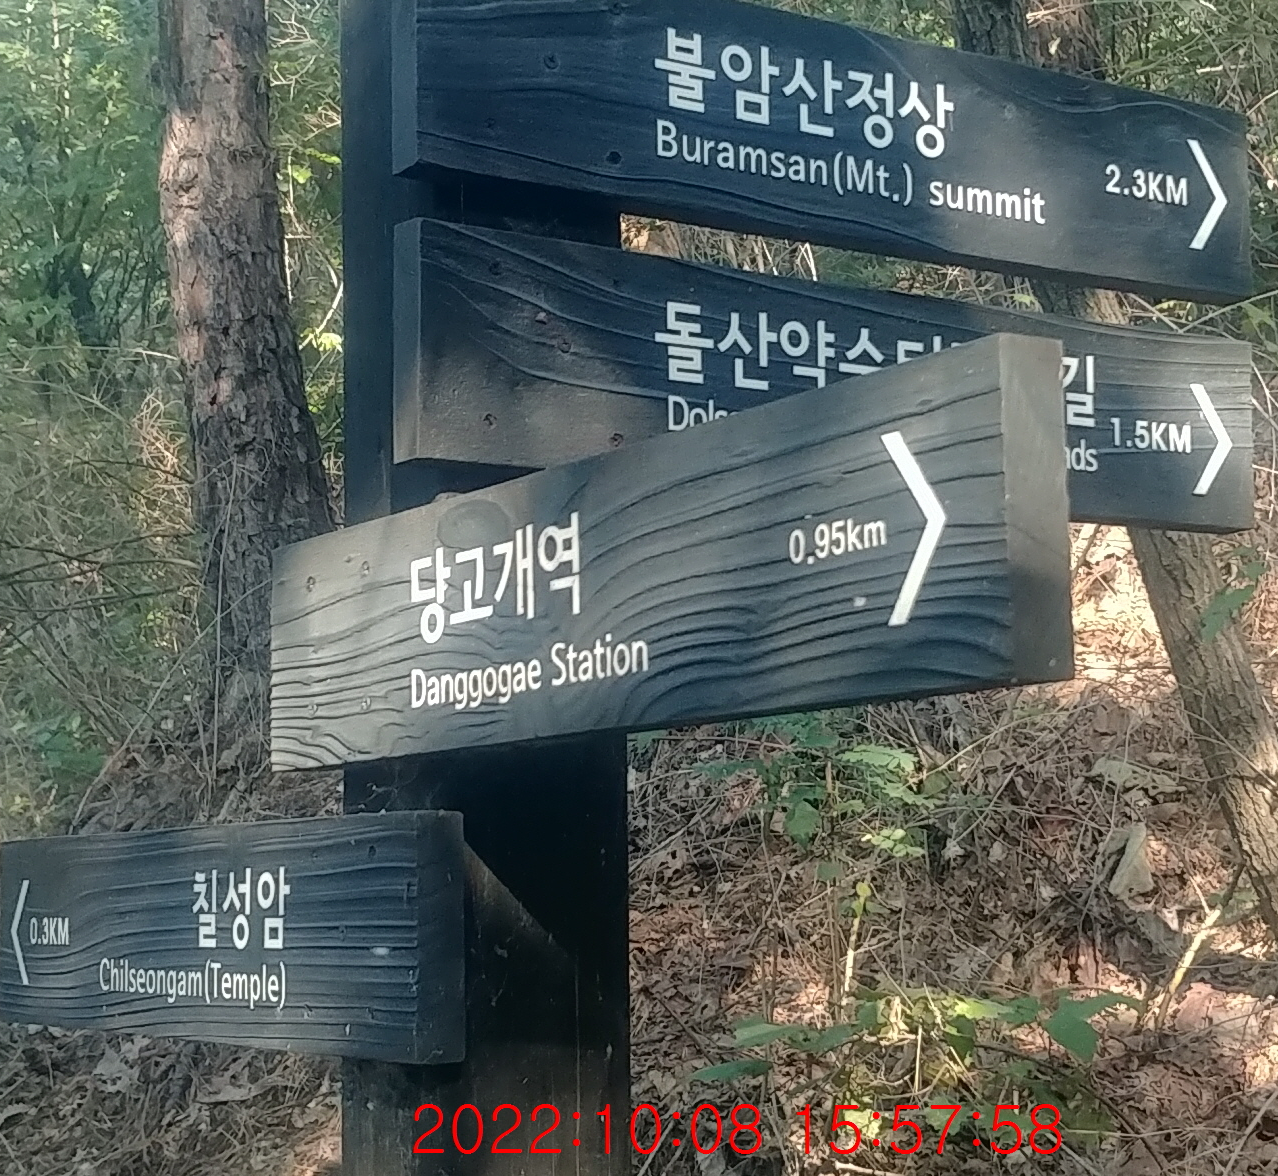 불암산정상
Buramsan(Mt.) summit
2.3KM
돌산약수
1.5KM
당고개역
Danggogae Station
0.95km
칠성암
Chilseongam(Temple)
0.3KM
2022:10:08 15:57:58